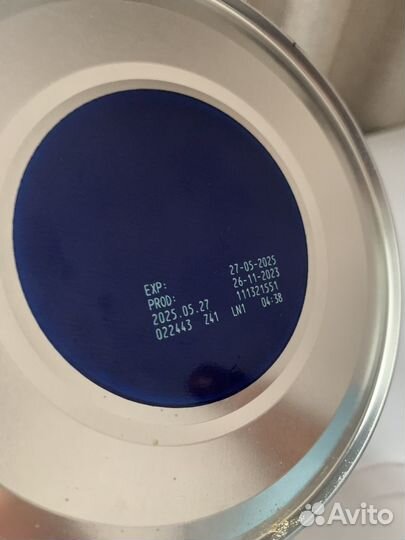 EXP: 27-05-2025
PROD: 26-11-2023
2025.05.27 111321551
022443 Z41 LN1 04:38
Avito